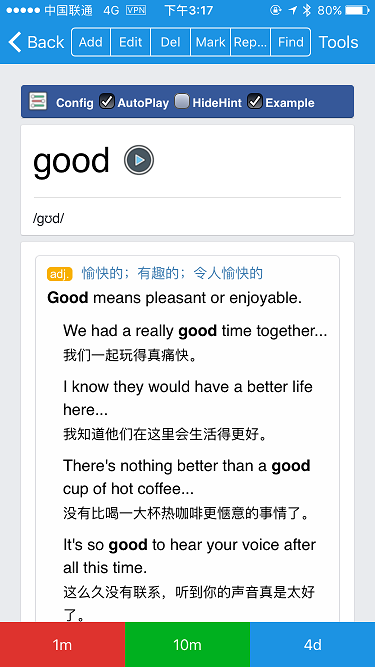 中国联通 4G VPN 下午3:17 80%
Back Add Edit Del Mark Rep... Find Tools
Config AutoPlay HideHint Example
good
/gʊd/
adj. 愉快的；有趣的；令人愉快的
Good means pleasant or enjoyable.
We had a really good time together...
我们一起玩得真痛快。
I know they would have a better life
here...
我知道他们在这里会生活得更好。
There's nothing better than a good
cup of hot coffee...
没有比喝一大杯热咖啡更惬意的事情了。
It's so good to hear your voice after
all this time.
这么久没有联系，听到你的声音真是太好
了。
1m 10m 4d